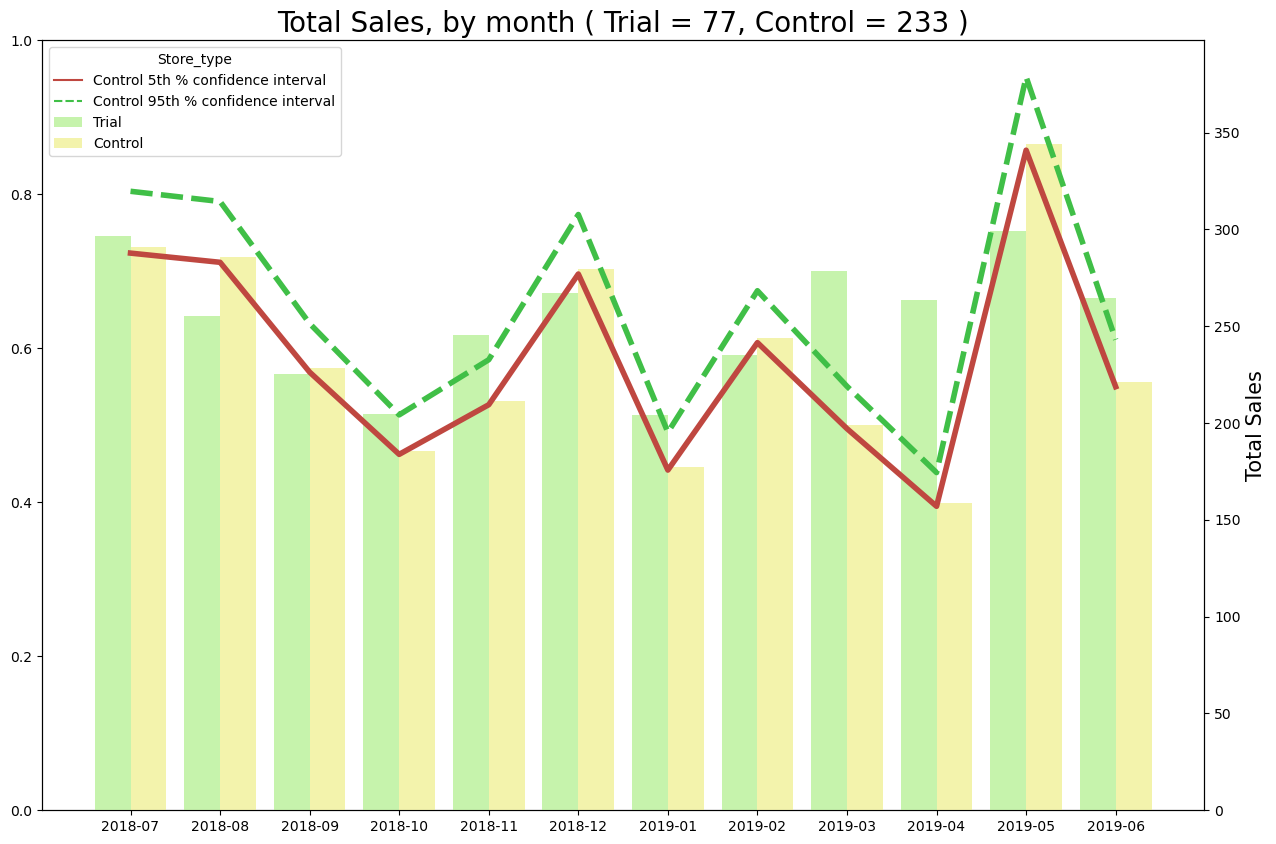 Total Sales, by month ( Trial = 77, Control = 233 )
Store_type
Control 5th % confidence interval
Control 95th % confidence interval
Trial
Control
1.0
0.8
0.6
0.4
0.2
0.0
350
300
250
200
150
100
50
0
Total Sales
2018-07 2018-08 2018-09 2018-10 2018-11 2018-12 2019-01 2019-02 2019-03 2019-04 2019-05 2019-06